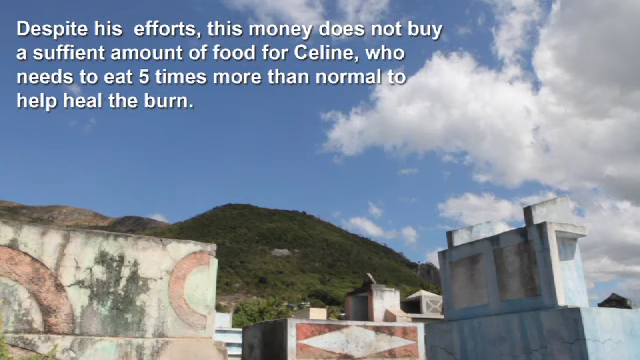 Despite his  efforts, this money does not buy
a suffient amount of food for Celine, who
needs to eat 5 times more than normal to
help heal the burn.